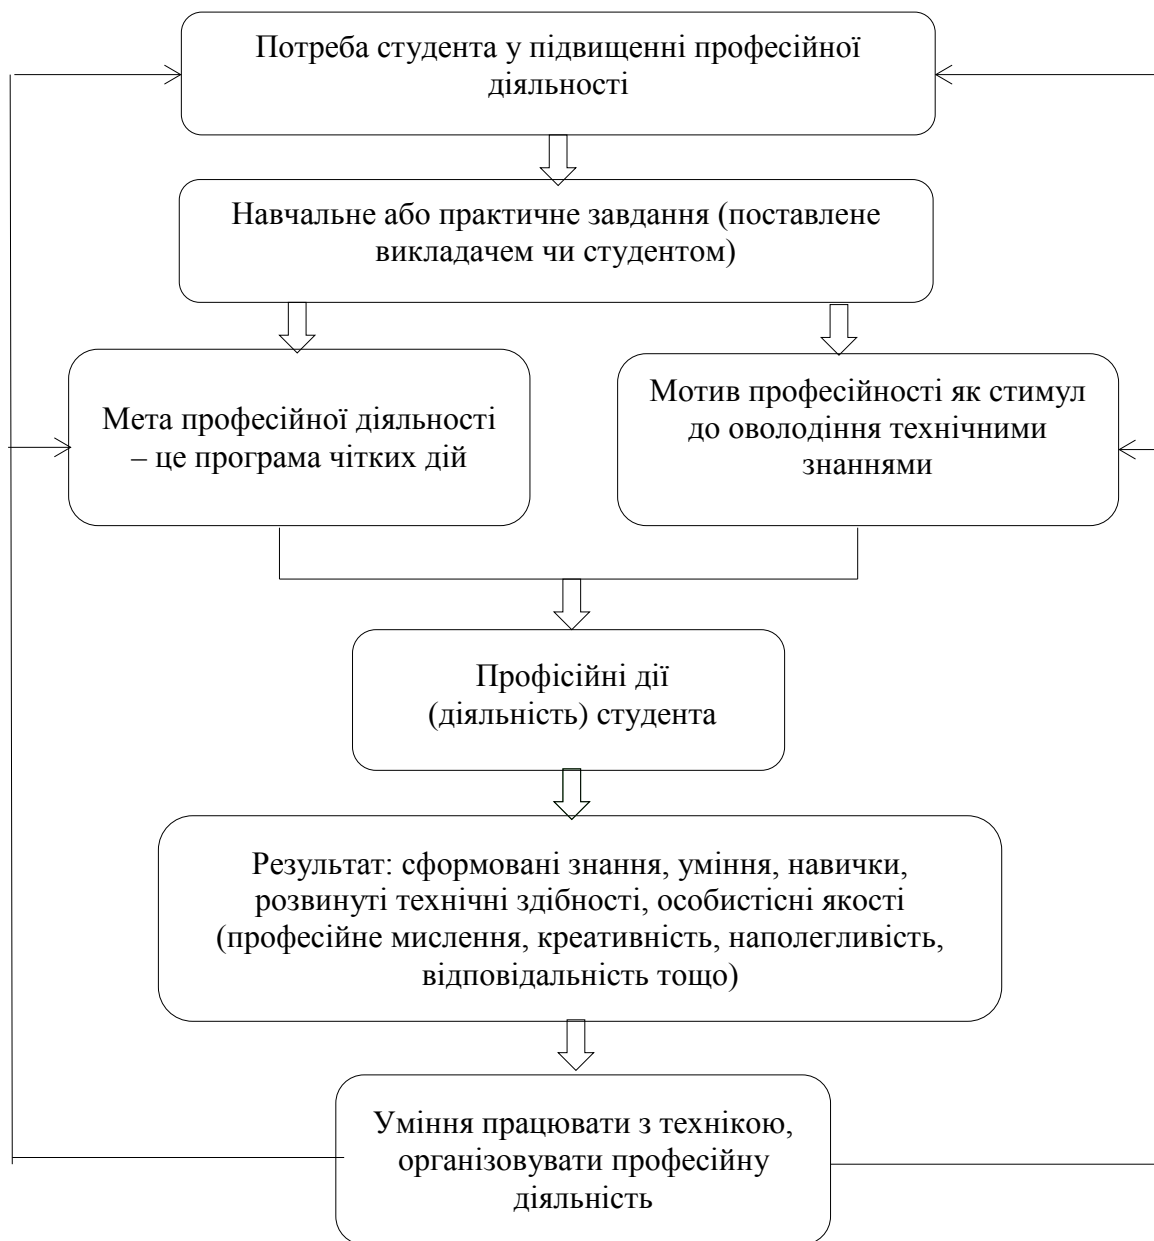 Потреба студента у підвищенні професійної
діяльності
Навчальне або практичне завдання (поставлене
викладачем чи студентом)
Мета професійної діяльності
– це програма чітких дій
Мотив професійності як стимул
до оволодіння технічними
знаннями
Профісійні дії
(діяльність) студента
Результат: сформовані знання, уміння, навички,
розвинуті технічні здібності, особистісні якості
(професійне мислення, креативність, наполегливість,
відповідальність тощо)
Уміння працювати з технікою,
організовувати професійну
діяльність